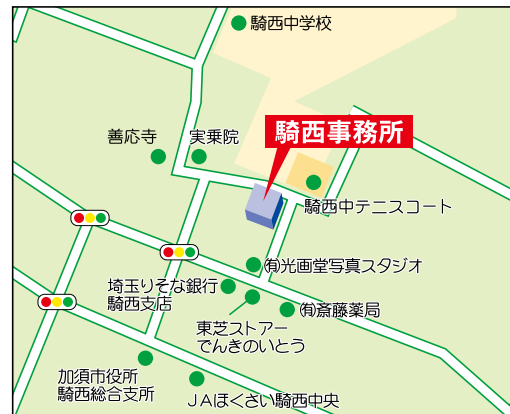 騎西中学校
善応寺
実乗院
騎西事務所
騎西中テニスコート
㈲光画堂写真スタジオ
埼玉りそな銀行
騎西支店
㈲斎藤薬局
東芝ストアー
でんきのいとう
加須市役所
騎西総合支所
JAほくさい騎西中央